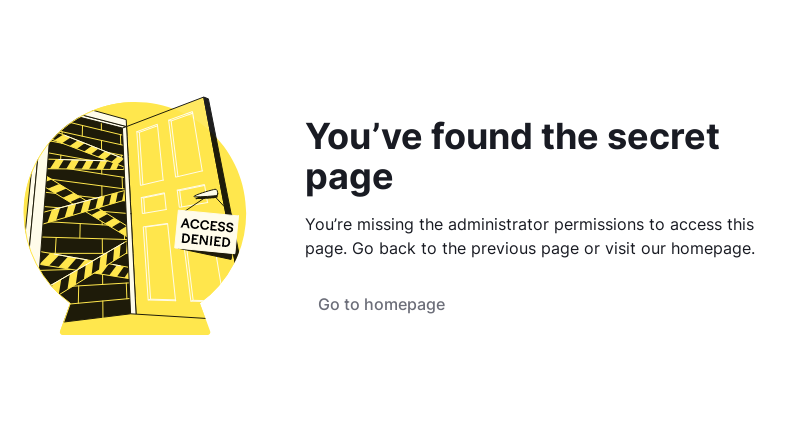 ACCESS
DENIED
You’ve found the secret
page
You’re missing the administrator permissions to access this
page. Go back to the previous page or visit our homepage.
Go to homepage